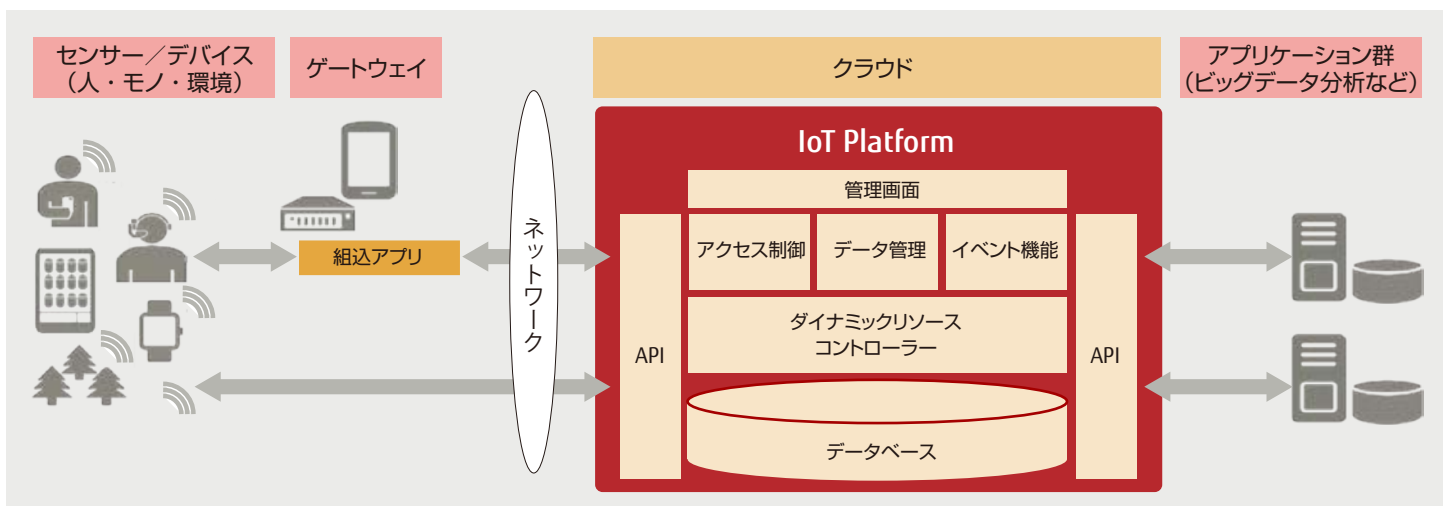 センサー／デバイス
（人・モノ・環境）
ゲートウェイ
クラウド
アプリケーション群
（ビッグデータ分析など）
IoT Platform
管理画面
アクセス制御
データ管理
イベント機能
組込アプリ
ネットワーク
ダイナミックリソース
コントローラー
API
API
データベース